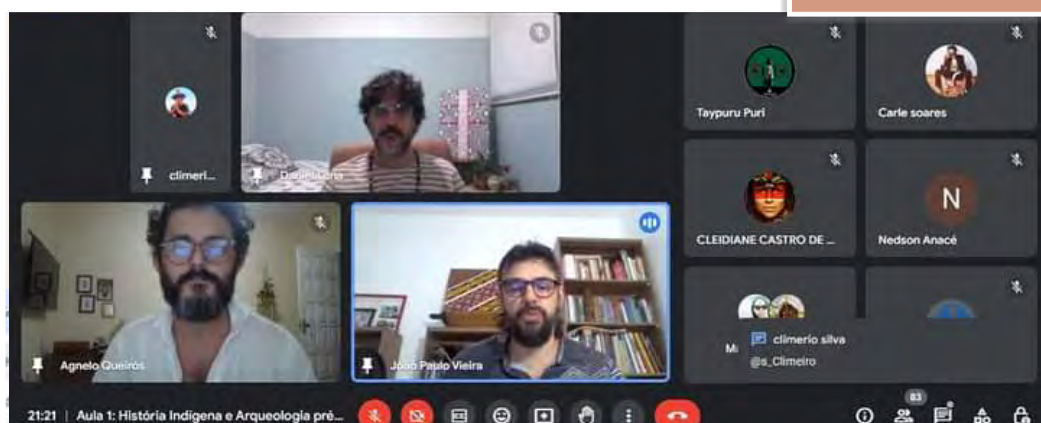 climeri...
Taypuru Puri
Carle soares
CLEIDIANE CASTRO DE ...
N
Nedson Anacé
Agnelo Queirós
João Paulo Vieira
Mi
climerio silva
@s_Climeiro
21:21 | Aula 1: História Indígena e Arqueologia pré...
83